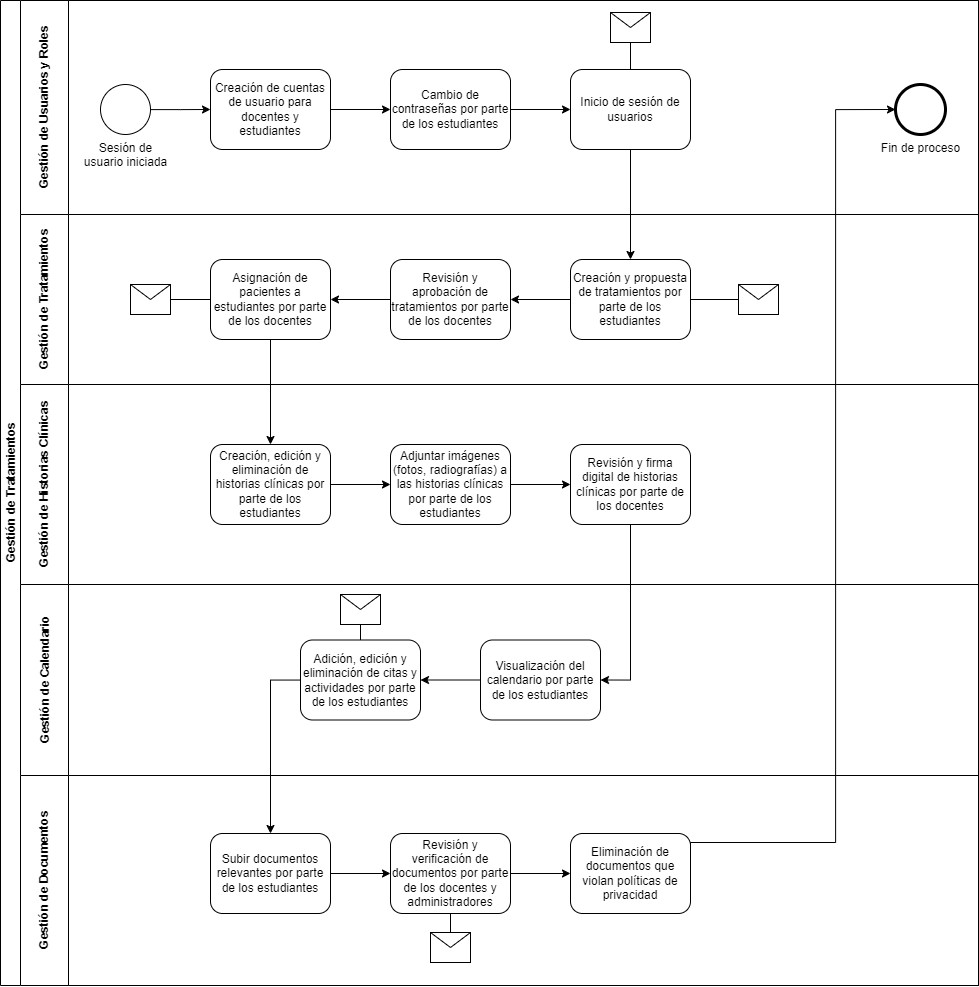 Gestión de Tratamientos
Gestión de Usuarios y Roles
Sesión de
usuario iniciada
Creación de cuentas
de usuario para
docentes y
estudiantes
Cambio de
contraseñas por parte
de los estudiantes
Inicio de sesión de
usuarios
Fin de proceso
Gestión de Tratamientos
Asignación de
pacientes a
estudiantes por parte
de los docentes
Revisión y
aprobación de
tratamientos por parte
de los docentes
Creación y propuesta
de tratamientos por
parte de los
estudiantes
Gestión de Historias Clínicas
Creación, edición y
eliminación de
historias clínicas por
parte de los
estudiantes
Adjuntar imágenes
(fotos, radiografías) a
las historias clínicas
por parte de los
estudiantes
Revisión y firma
digital de historias
clínicas por parte de
los docentes
Gestión de Calendario
Adición, edición y
eliminación de citas y
actividades por parte
de los estudiantes
Visualización del
calendario por parte
de los estudiantes
Gestión de Documentos
Subir documentos
relevantes por parte
de los estudiantes
Revisión y
verificación de
documentos por parte
de los docentes y
administradores
Eliminación de
documentos que
violan políticas de
privacidad